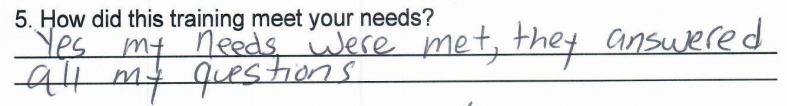 5. How did this training meet your needs?
Yes my needs were met, they answered
all my questions